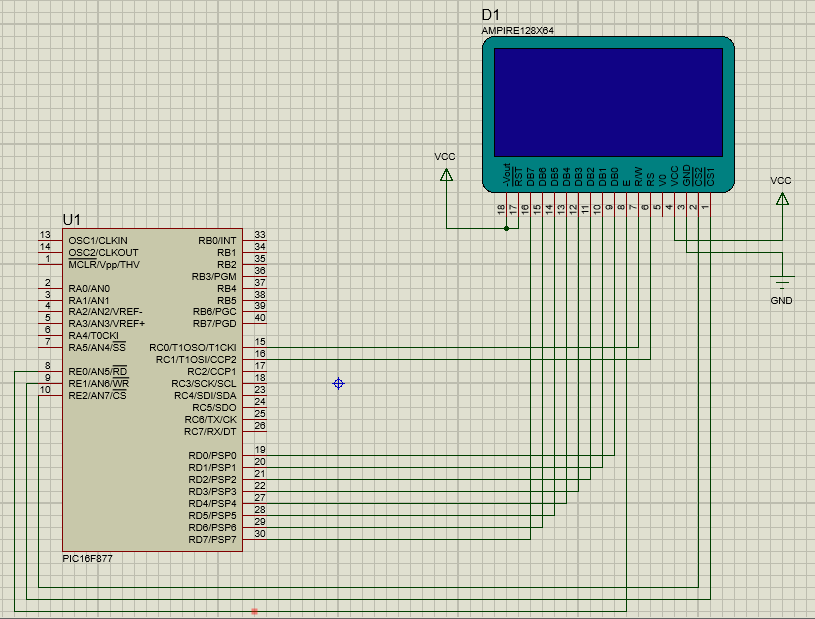 D1
AMPIRE128X64
VCC
-Vout
RST
DB7
DB6
DB5
DB4
DB3
DB2
DB1
DB0
E
R/W
RS
V0
VCC
GND
CS2
CS1
18
17
16
15
14
13
12
11
10
9
8
7
6
5
4
3
2
1
VCC
GND
U1
13 OSC1/CLKIN RB0/INT 33
14 OSC2/CLKOUT RB1 34
1 MCLR/Vpp/THV RB2 35
RB3/PGM 36
2 RA0/AN0 RB4 37
3 RA1/AN1 RB5 38
4 RA2/AN2/VREF- RB6/PGC 39
5 RA3/AN3/VREF+ RB7/PGD 40
6 RA4/T0CKI
7 RA5/AN4/SS RC0/T1OSO/T1CKI 15
RC1/T1OSI/CCP2 16
8 RE0/AN5/RD RC2/CCP1 17
9 RE1/AN6/WR RC3/SCK/SCL 18
10 RE2/AN7/CS RC4/SDI/SDA 23
RC5/SDO 24
RC6/TX/CK 25
RC7/RX/DT 26
RD0/PSP0 19
RD1/PSP1 20
RD2/PSP2 21
RD3/PSP3 22
RD4/PSP4 27
RD5/PSP5 28
RD6/PSP6 29
RD7/PSP7 30
PIC16F877